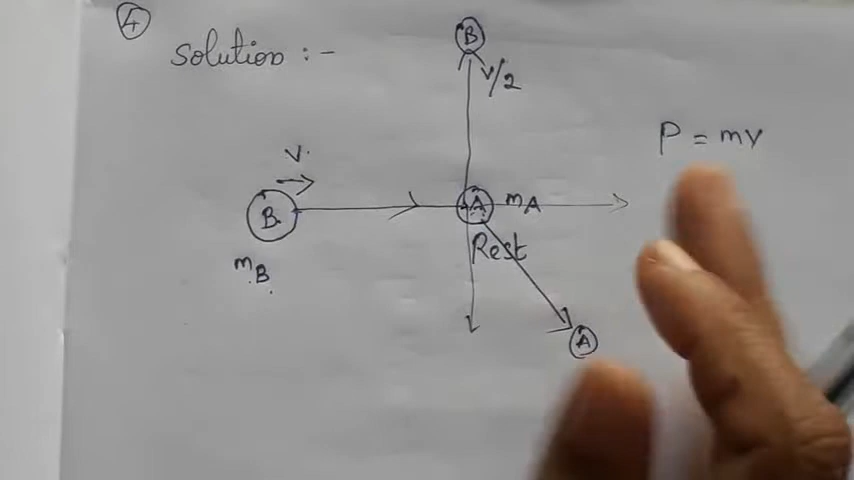 4
Solution :-
B
v/2
P = mv
v.
B
A
mA
mB
Rest
A